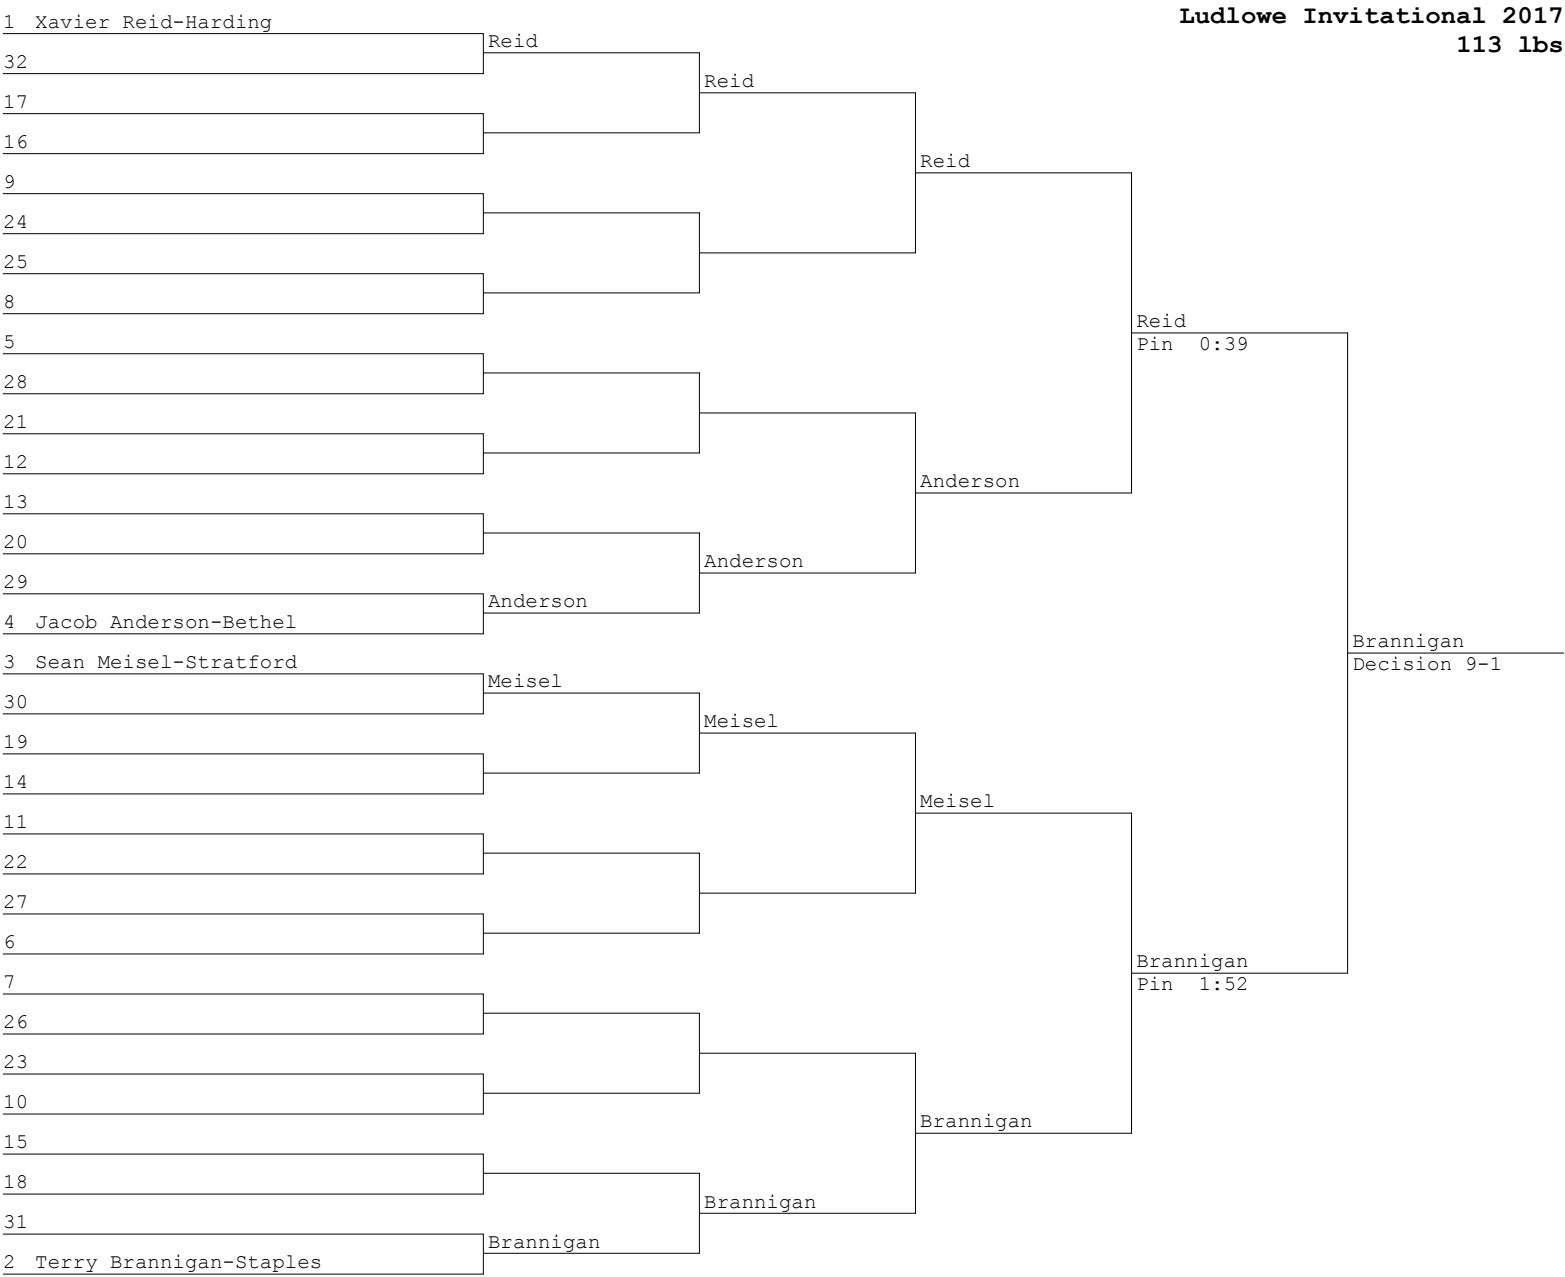 Ludlowe Invitational 2017
113 lbs
1 Xavier Reid-Harding
Reid
32
Reid
17
16
Reid
9
24
25
8
Reid
Pin 0:39
5
28
21
12
Anderson
13
20
Anderson
29
Anderson
4 Jacob Anderson-Bethel
Brannigan
Decision 9-1
3 Sean Meisel-Stratford
Meisel
30
Meisel
19
14
Meisel
11
22
27
6
Brannigan
Pin 1:52
7
26
23
10
Brannigan
15
18
Brannigan
31
Brannigan
2 Terry Brannigan-Staples